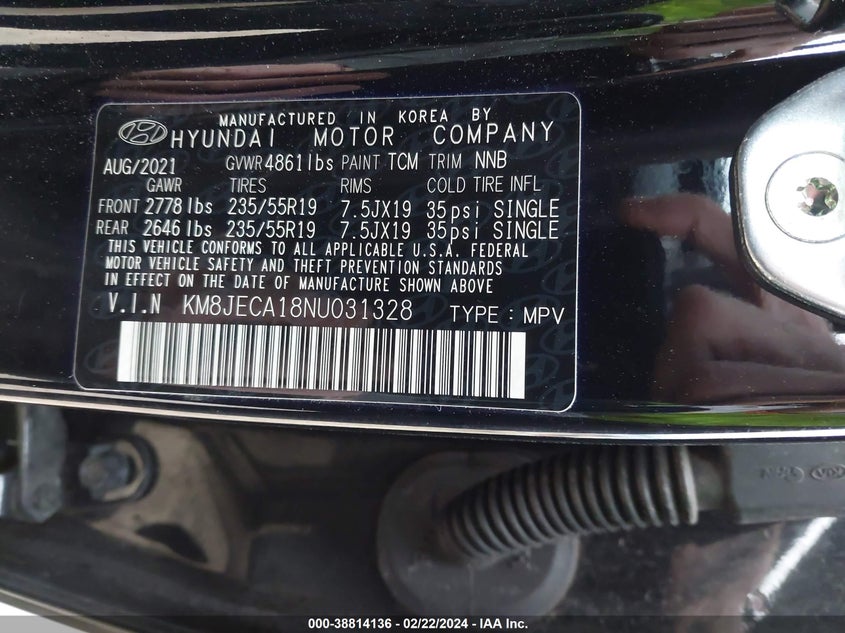 MANUFACTURED IN KOREA BY
HYUNDAI MOTOR COMPANY
AUG/2021 GVWR 4861lbs PAINT TCM TRIM NNB
GAWR TIRES RIMS COLD TIRE INFL
FRONT 2778 lbs 235/55R19 7.5JX19 35psi SINGLE
REAR 2646 lbs 235/55R19 7.5JX19 35psi SINGLE
THIS VEHICLE CONFORMS TO ALL APPLICABLE U.S.A. FEDERAL
MOTOR VEHICLE SAFETY AND THEFT PREVENTION STANDARDS
IN EFFECT ON THE DATE OF MANUFACTURE SHOWN ABOVE
V.I.N KM8JECA18NU031328 TYPE : MPV
000-38814136 - 02/22/2024 - IAA Inc.